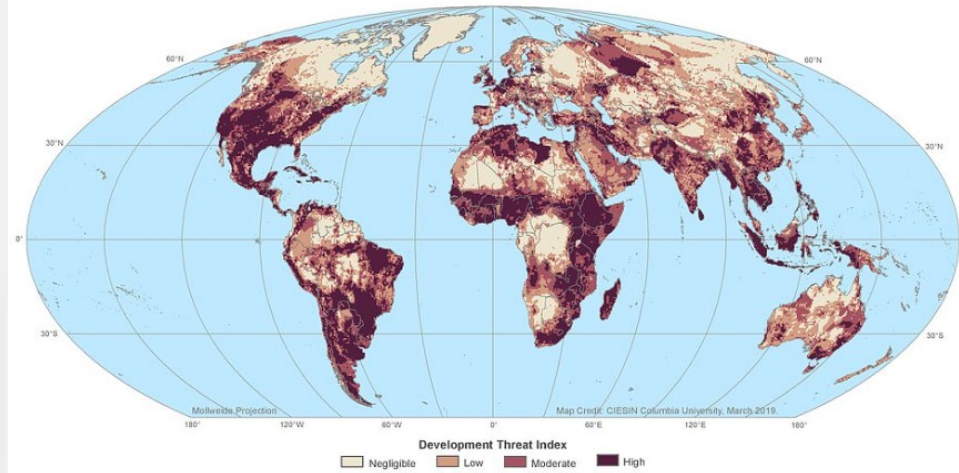 60°N
60°N
30°N
30°N
0°
0°
30°S
30°S
Mollweide Projection
Map Credit: CIESIN Columbia University, March 2019.
180°
120°W
60°W
0°
60°E
120°E
180°
Development Threat Index
Negligible
Low
Moderate
High